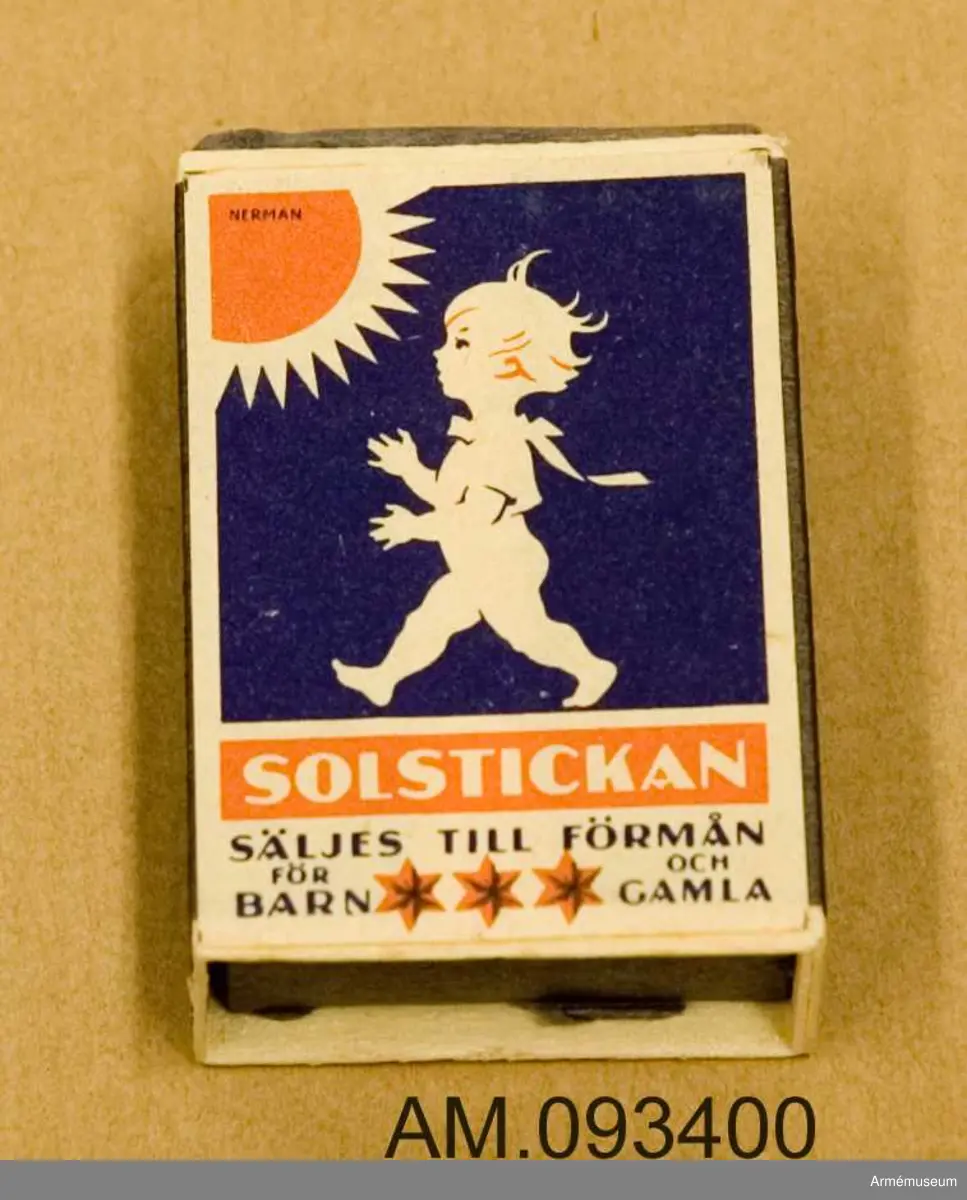 NERMAN
SOLSTICKAN
SÄLJES TILL FÖRMÅN
FÖR OCH
BARN GAMLA
AM.093400
Armémuseum